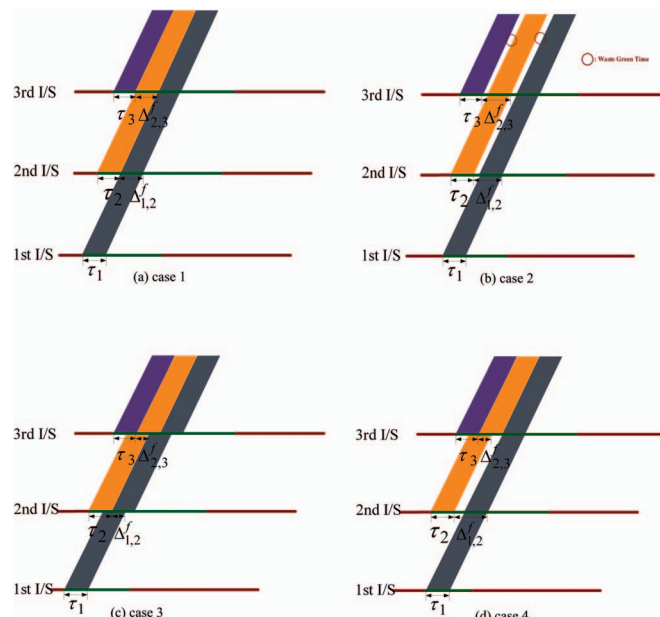 : Waste Green Time
3rd I/S
τ3 Δf2,3
2nd I/S
τ2 Δf1,2
1st I/S
τ1
(a) case 1
3rd I/S
τ3 Δf2,3
2nd I/S
τ2 Δf1,2
1st I/S
τ1
(b) case 2
3rd I/S
τ3 Δf2,3
2nd I/S
τ2 Δf1,2
1st I/S
τ1
(c) case 3
3rd I/S
τ3 Δf2,3
2nd I/S
τ2 Δf1,2
1st I/S
τ1
(d) case 4